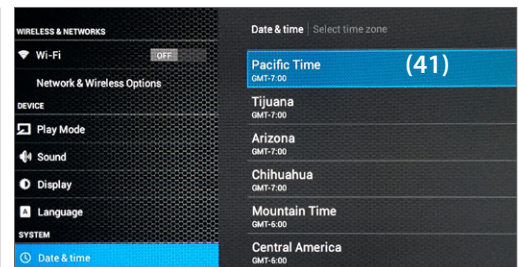 WIRELESS & NETWORKS
Wi-Fi OFF
Network & Wireless Options
DEVICE
Play Mode
Sound
Display
A Language
SYSTEM
Date & time
Date & time | Select time zone
Pacific Time (41)
GMT-7:00
Tijuana
GMT-7:00
Arizona
GMT-7:00
Chihuahua
GMT-7:00
Mountain Time
GMT-6:00
Central America
GMT-6:00